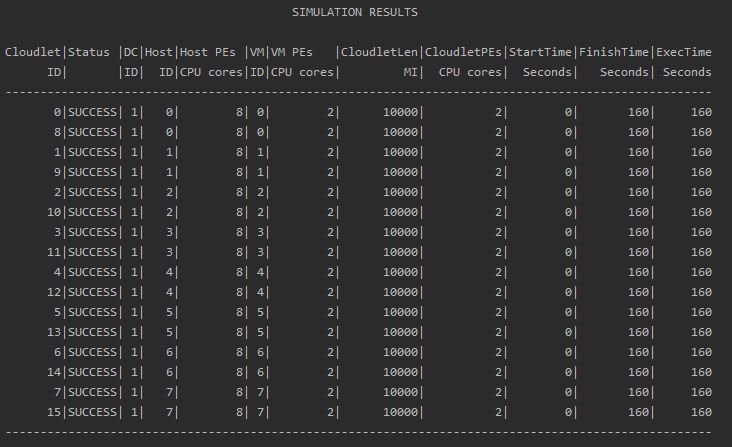 SIMULATION RESULTS
Cloudlet|Status |DC|Host|Host PEs |VM|VM PEs   |CloudletLen|CloudletPEs|StartTime|FinishTime|ExecTime
      ID|       |ID|  ID|CPU cores|ID|CPU cores|         MI|  CPU cores|  Seconds|   Seconds| Seconds
----------------------------------------------------------------------------------------------------
       0|SUCCESS| 1|   0|        8| 0|        2|      10000|          2|        0|       160|     160
       8|SUCCESS| 1|   0|        8| 0|        2|      10000|          2|        0|       160|     160
       1|SUCCESS| 1|   1|        8| 1|        2|      10000|          2|        0|       160|     160
       9|SUCCESS| 1|   1|        8| 1|        2|      10000|          2|        0|       160|     160
       2|SUCCESS| 1|   2|        8| 2|        2|      10000|          2|        0|       160|     160
      10|SUCCESS| 1|   2|        8| 2|        2|      10000|          2|        0|       160|     160
       3|SUCCESS| 1|   3|        8| 3|        2|      10000|          2|        0|       160|     160
      11|SUCCESS| 1|   3|        8| 3|        2|      10000|          2|        0|       160|     160
       4|SUCCESS| 1|   4|        8| 4|        2|      10000|          2|        0|       160|     160
      12|SUCCESS| 1|   4|        8| 4|        2|      10000|          2|        0|       160|     160
       5|SUCCESS| 1|   5|        8| 5|        2|      10000|          2|        0|       160|     160
      13|SUCCESS| 1|   5|        8| 5|        2|      10000|          2|        0|       160|     160
       6|SUCCESS| 1|   6|        8| 6|        2|      10000|          2|        0|       160|     160
      14|SUCCESS| 1|   6|        8| 6|        2|      10000|          2|        0|       160|     160
       7|SUCCESS| 1|   7|        8| 7|        2|      10000|          2|        0|       160|     160
      15|SUCCESS| 1|   7|        8| 7|        2|      10000|          2|        0|       160|     160
----------------------------------------------------------------------------------------------------